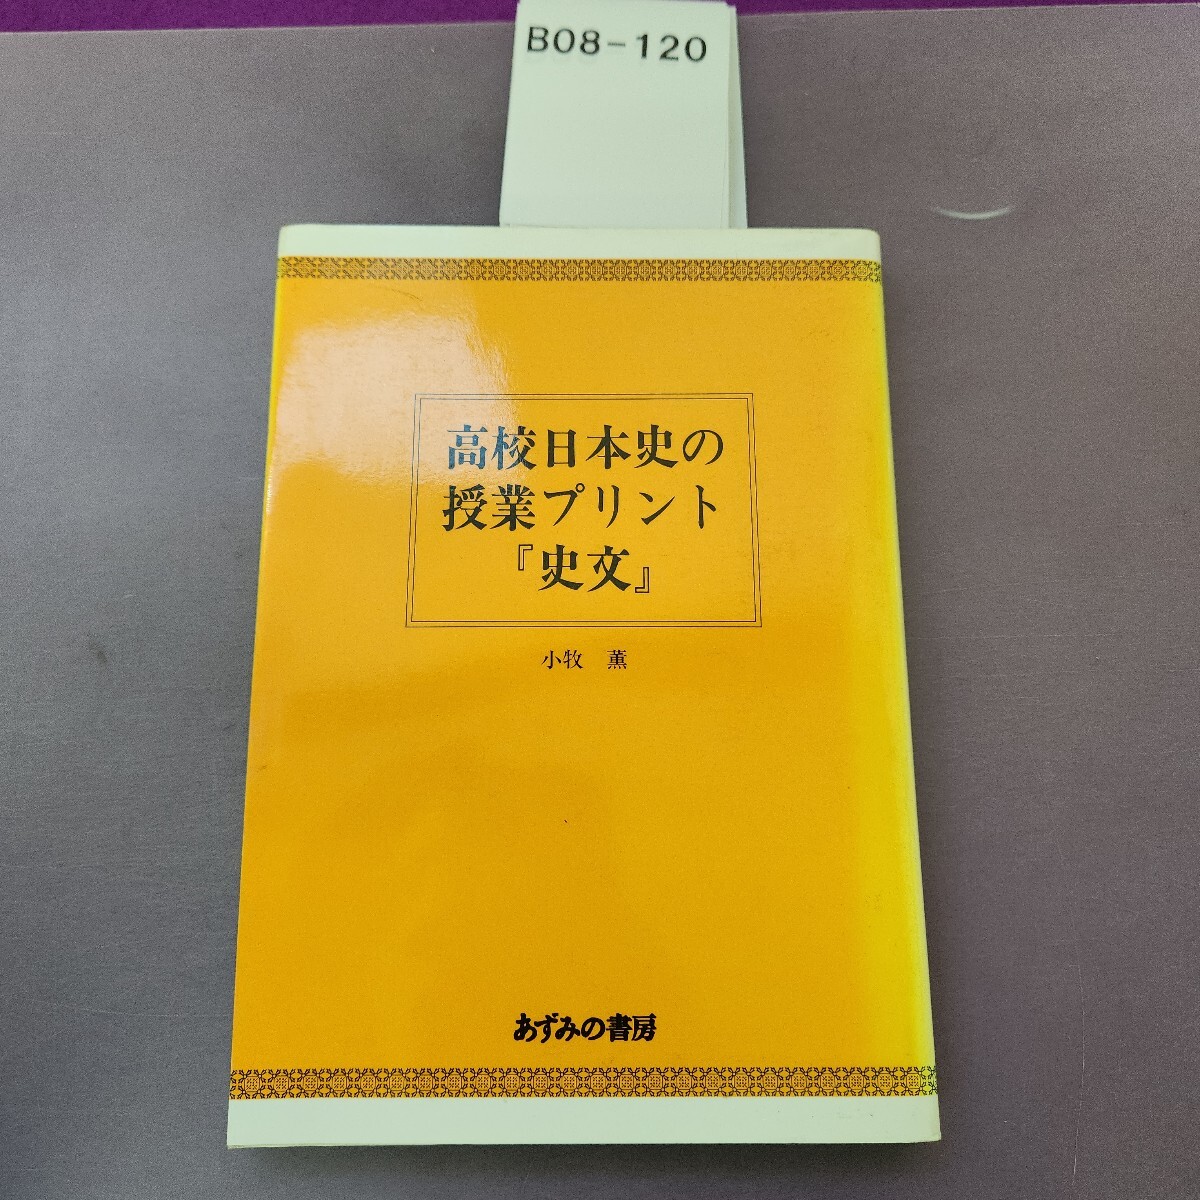 B08-120
高校日本史の
授業プリント
『史文』
小牧 薫
あずみの書房